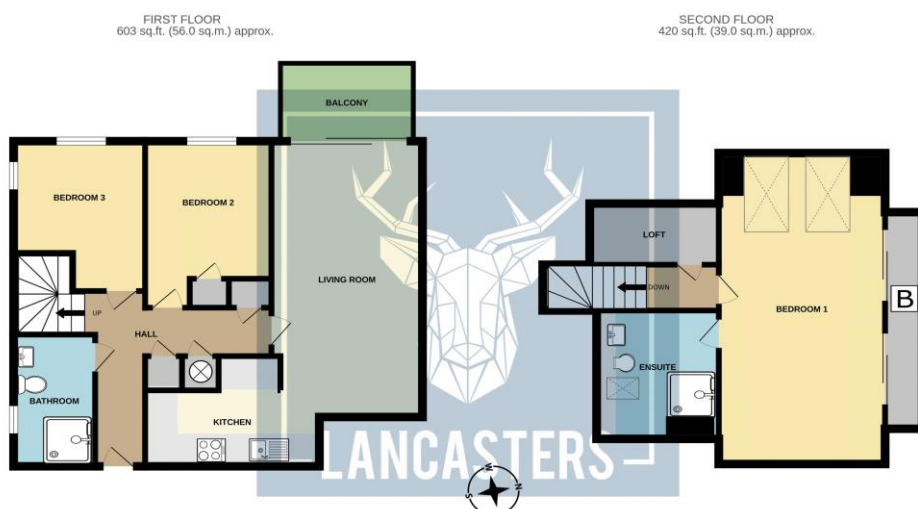 FIRST FLOOR
603 sq.ft. (56.0 sq.m.) approx.
SECOND FLOOR
420 sq.ft. (39.0 sq.m.) approx.
BALCONY
BEDROOM 3
BEDROOM 2
LIVING ROOM
UP
HALL
BATHROOM
KITCHEN
LOFT
DOWN
BEDROOM 1
B
ENSUITE
LANCASTERS
W
N
S